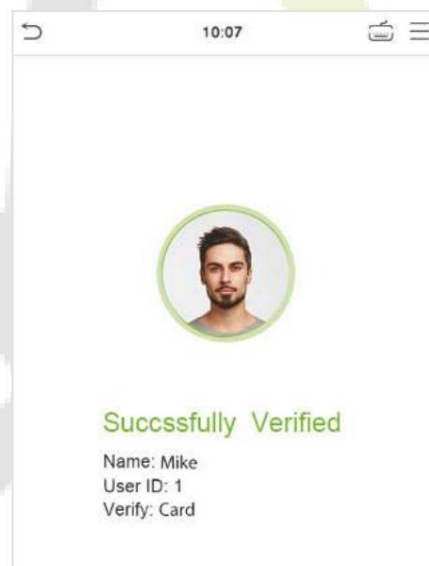 10:07
Succssfully Verified
Name: Mike
User ID: 1
Verify: Card